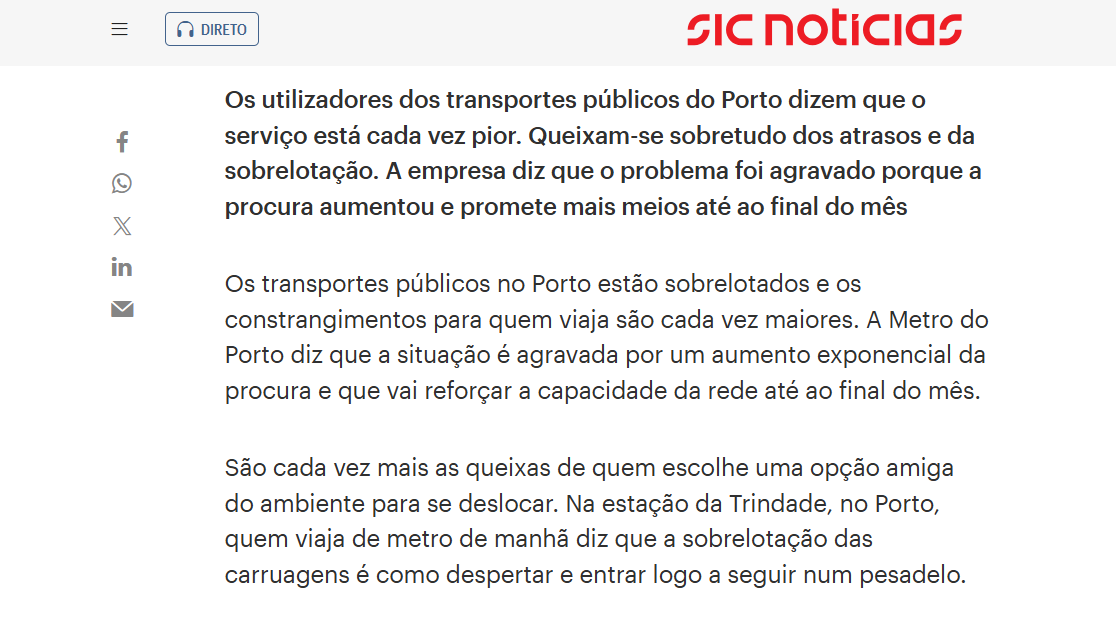 DIRETO
sic notícias
Os utilizadores dos transportes públicos do Porto dizem que o
serviço está cada vez pior. Queixam-se sobretudo dos atrasos e da
sobrelotação. A empresa diz que o problema foi agravado porque a
procura aumentou e promete mais meios até ao final do mês
Os transportes públicos no Porto estão sobrelotados e os
constrangimentos para quem viaja são cada vez maiores. A Metro do
Porto diz que a situação é agravada por um aumento exponencial da
procura e que vai reforçar a capacidade da rede até ao final do mês.
São cada vez mais as queixas de quem escolhe uma opção amiga
do ambiente para se deslocar. Na estação da Trindade, no Porto,
quem viaja de metro de manhã diz que a sobrelotação das
carruagens é como despertar e entrar logo a seguir num pesadelo.